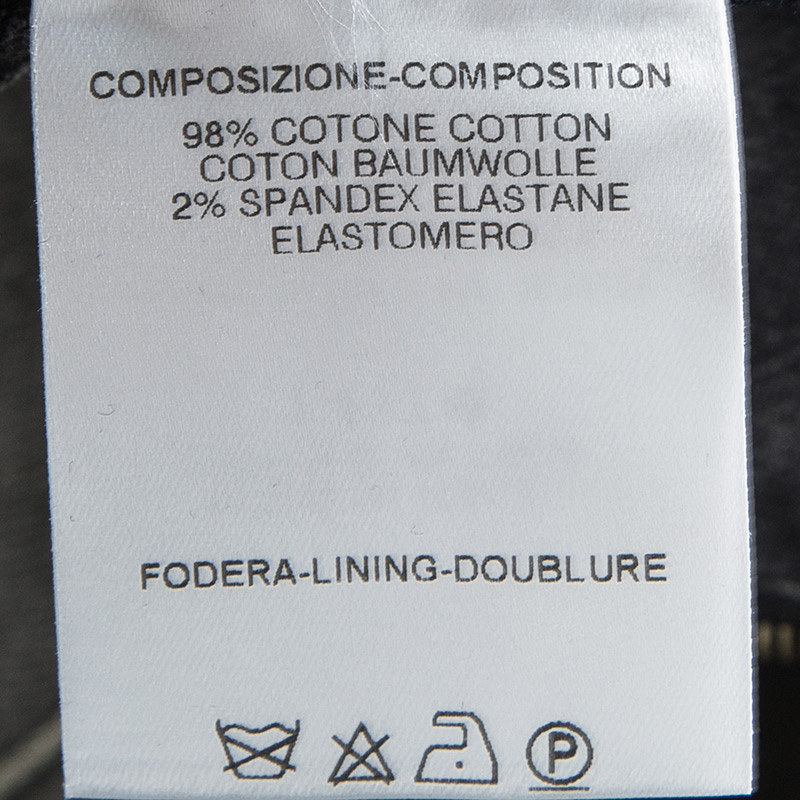 COMPOSIZIONE-COMPOSITION
98% COTONE COTTON
COTON BAUMWOLLE
2% SPANDEX ELASTANE
ELASTOMERO
FODERA-LINING-DOUBLURE
P